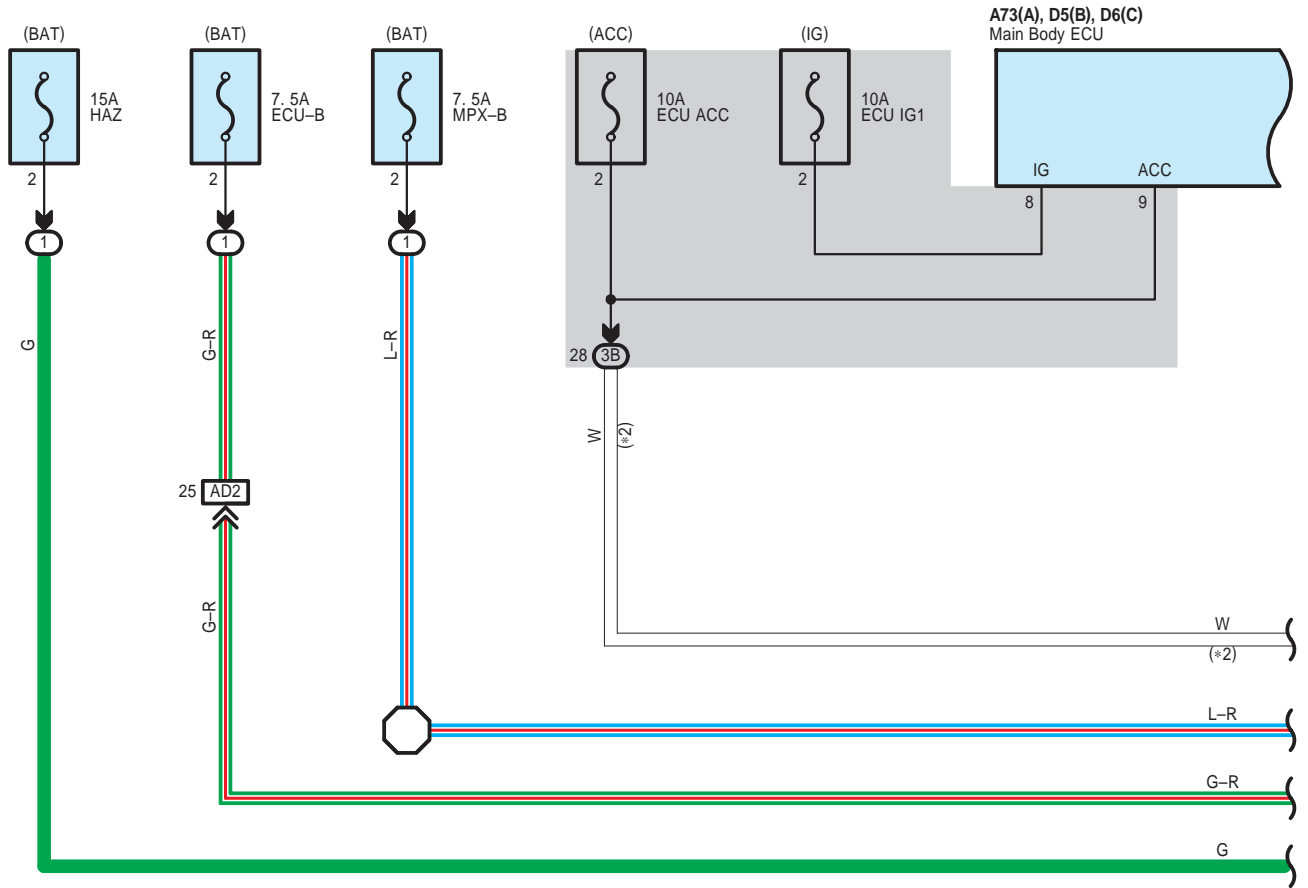 A73(A), D5(B), D6(C)
Main Body ECU
(BAT)
(BAT)
(BAT)
(ACC)
(IG)
15A
HAZ
7. 5A
ECU–B
7. 5A
MPX–B
10A
ECU ACC
10A
ECU IG1
IG
ACC
2
2
2
2
2
8
9
1
1
1
G
G–R
L–R
28
3B
W
(*2)
25
AD2
G–R
W
(*2)
L–R
G–R
G